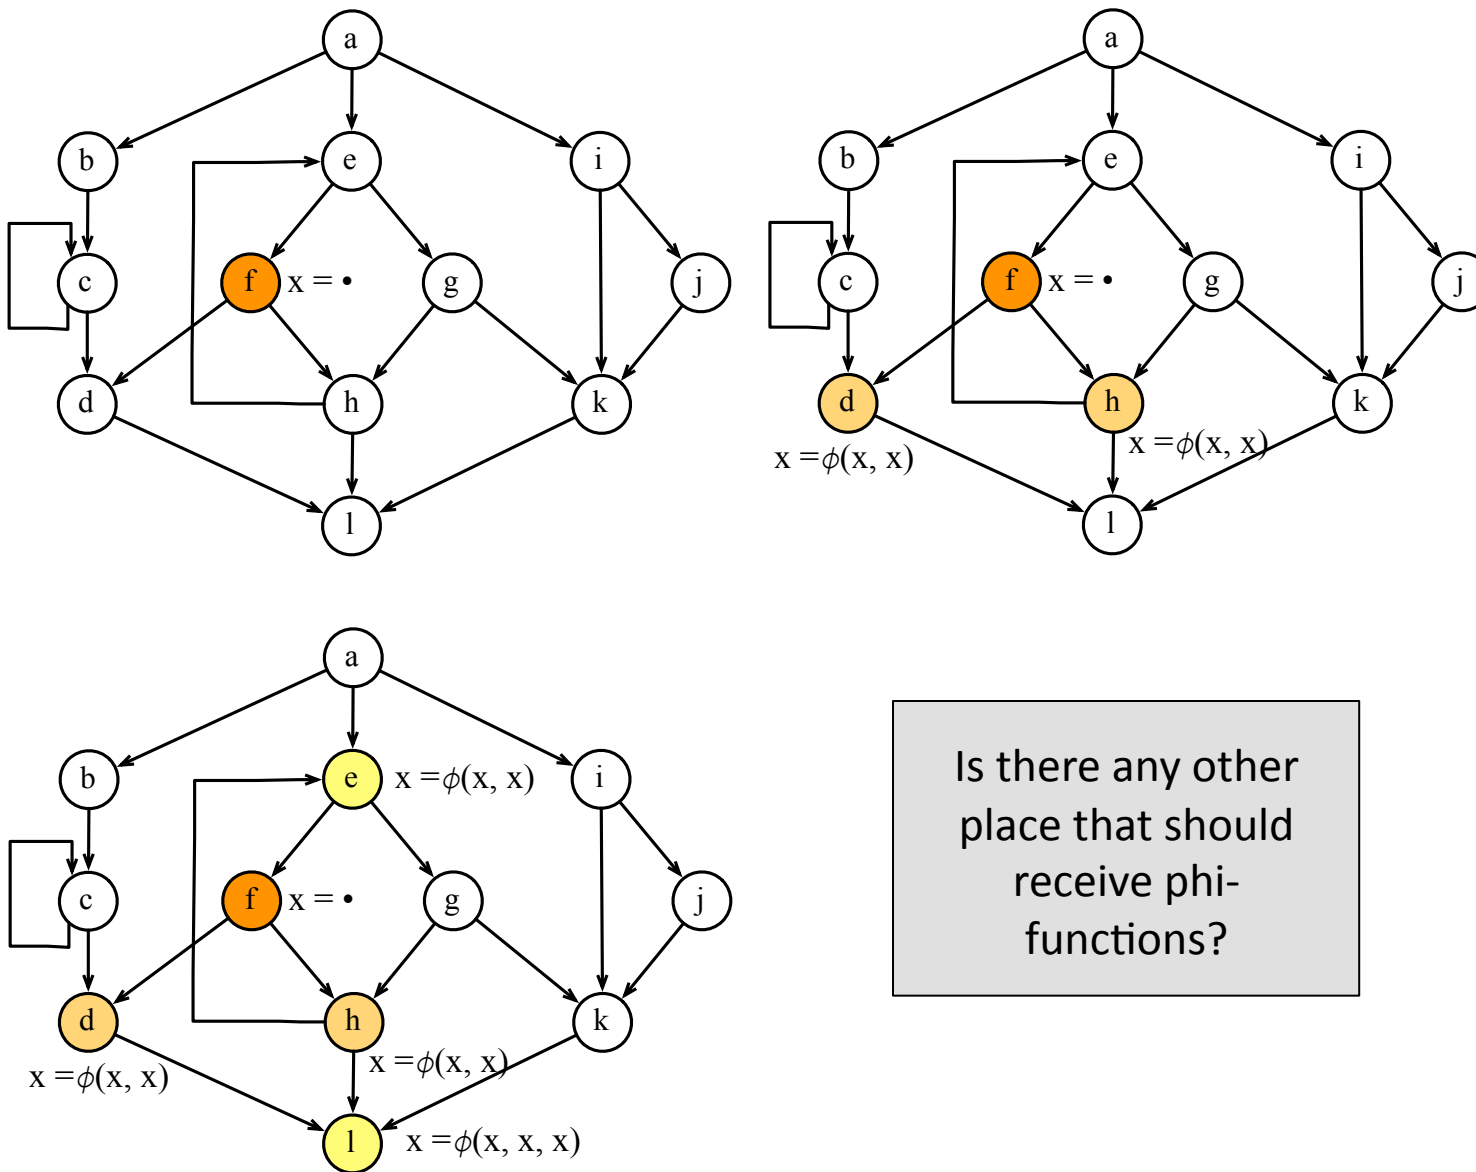 a
a
b
e
i
b
e
i
c
f
x = •
g
j
c
f
x = •
g
j
d
h
k
d
h
k
x =ϕ(x, x)
x =ϕ(x, x)
l
l
a
b
e
x =ϕ(x, x)
i
c
f
x = •
g
j
d
h
k
x =ϕ(x, x)
x =ϕ(x, x)
l
x =ϕ(x, x, x)
Is there any other
place that should
receive phi-
functions?